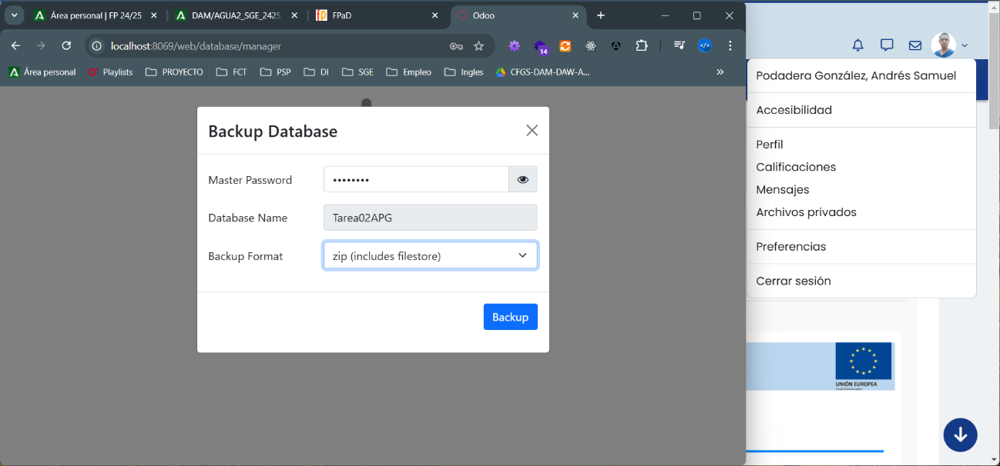 Área personal | FP 24/25
DAM/AGUA2_SGE_2425
FPaD
Odoo
localhost:8069/web/database/manager
14
Área personal
Playlists
PROYECTO
FCT
PSP
DI
SGE
Empleo
Ingles
CFGS-DAM-DAW-A...
Backup Database
Master Password
Database Name
Tarea02APG
Backup Format
zip (includes filestore)
Backup
Podadera González, Andrés Samuel
Accesibilidad
Perfil
Calificaciones
Mensajes
Archivos privados
Preferencias
Cerrar sesión
UNIÓN EUROPEA